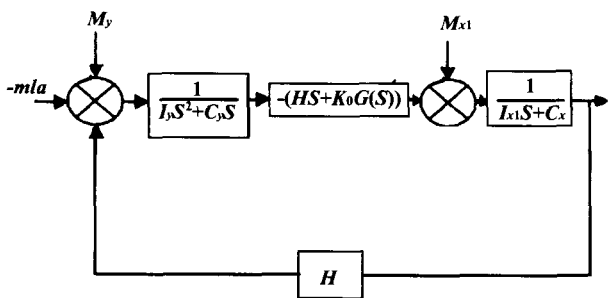 My
Mx1
-mla
1
IyS²+CyS
-(HS+K₀G(S))
1
Ix1S+Cx
H